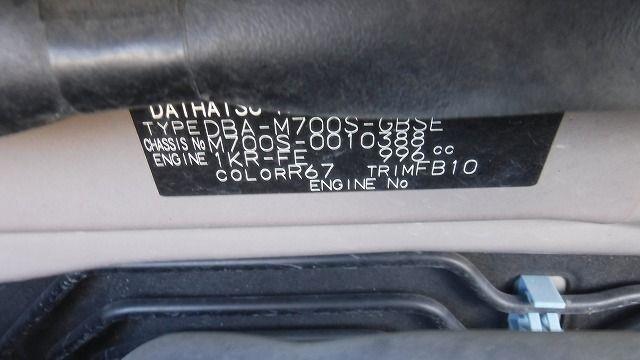 DAIHATSU
TYPE DBA-M700S-GBSE
CHASSIS No M700S-0010388
ENGINE 1KR-FE 996 cc
COLOR R67 TRIM FB10
ENGINE No